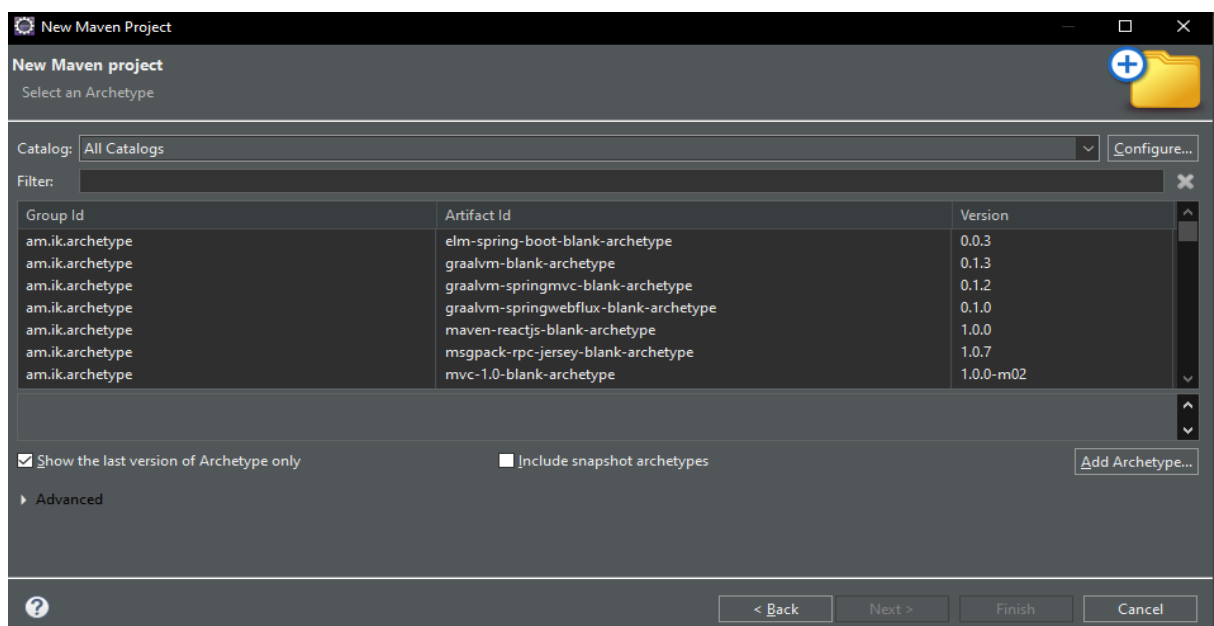 New Maven Project
New Maven project
Select an Archetype
Catalog: All Catalogs Configure...
Filter:
Group Id Artifact Id Version
am.ik.archetype elm-spring-boot-blank-archetype 0.0.3
am.ik.archetype graalvm-blank-archetype 0.1.3
am.ik.archetype graalvm-springmvc-blank-archetype 0.1.2
am.ik.archetype graalvm-springwebflux-blank-archetype 0.1.0
am.ik.archetype maven-reactjs-blank-archetype 1.0.0
am.ik.archetype msgpack-rpc-jersey-blank-archetype 1.0.7
am.ik.archetype mvc-1.0-blank-archetype 1.0.0-m02
Show the last version of Archetype only Include snapshot archetypes Add Archetype...
Advanced
? < Back Next > Finish Cancel